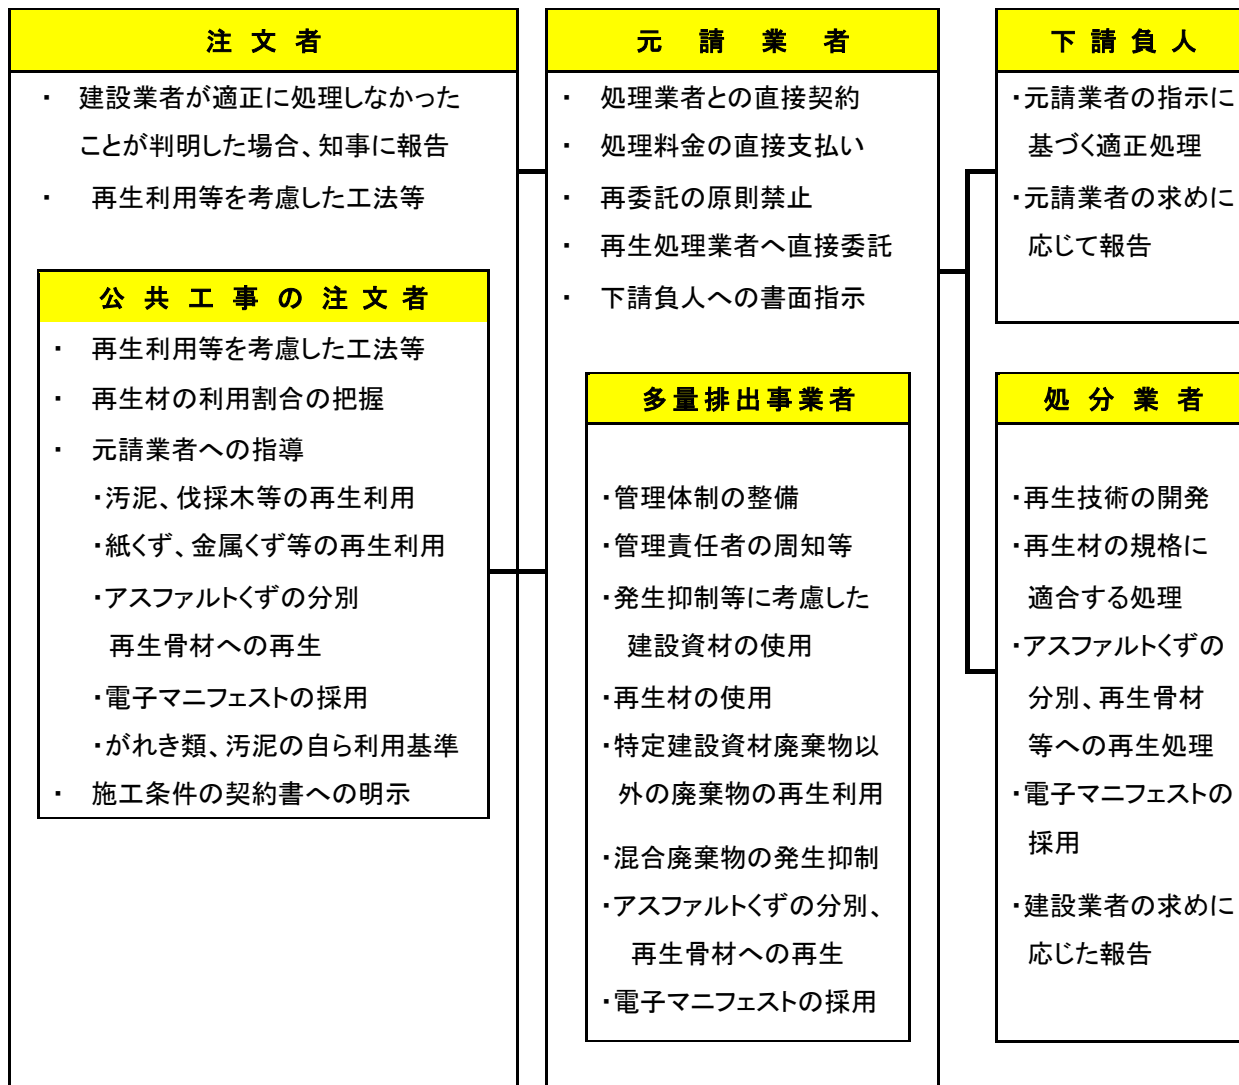 注文者
・ 建設業者が適正に処理しなかった
ことが判明した場合、知事に報告
・ 再生利用等を考慮した工法等
公共工事の注文者
・ 再生利用等を考慮した工法等
・ 再生材の利用割合の把握
・ 元請業者への指導
・汚泥、伐採木等の再生利用
・紙くず、金属くず等の再生利用
・アスファルトくずの分別
再生骨材への再生
・電子マニフェストの採用
・がれき類、汚泥の自ら利用基準
・ 施工条件の契約書への明示
元請業者
・ 処理業者との直接契約
・ 処理料金の直接支払い
・ 再委託の原則禁止
・ 再生処理業者へ直接委託
・ 下請負人への書面指示
多量排出事業者
・管理体制の整備
・管理責任者の周知等
・発生抑制等に考慮した
建設資材の使用
・再生材の使用
・特定建設資材廃棄物以
外の廃棄物の再生利用
・混合廃棄物の発生抑制
・アスファルトくずの分別、
再生骨材への再生
・電子マニフェストの採用
下請負人
・元請業者の指示に
基づく適正処理
・元請業者の求めに
応じて報告
処分業者
・再生技術の開発
・再生材の規格に
適合する処理
・アスファルトくずの
分別、再生骨材
等への再生処理
・電子マニフェストの
採用
・建設業者の求めに
応じた報告